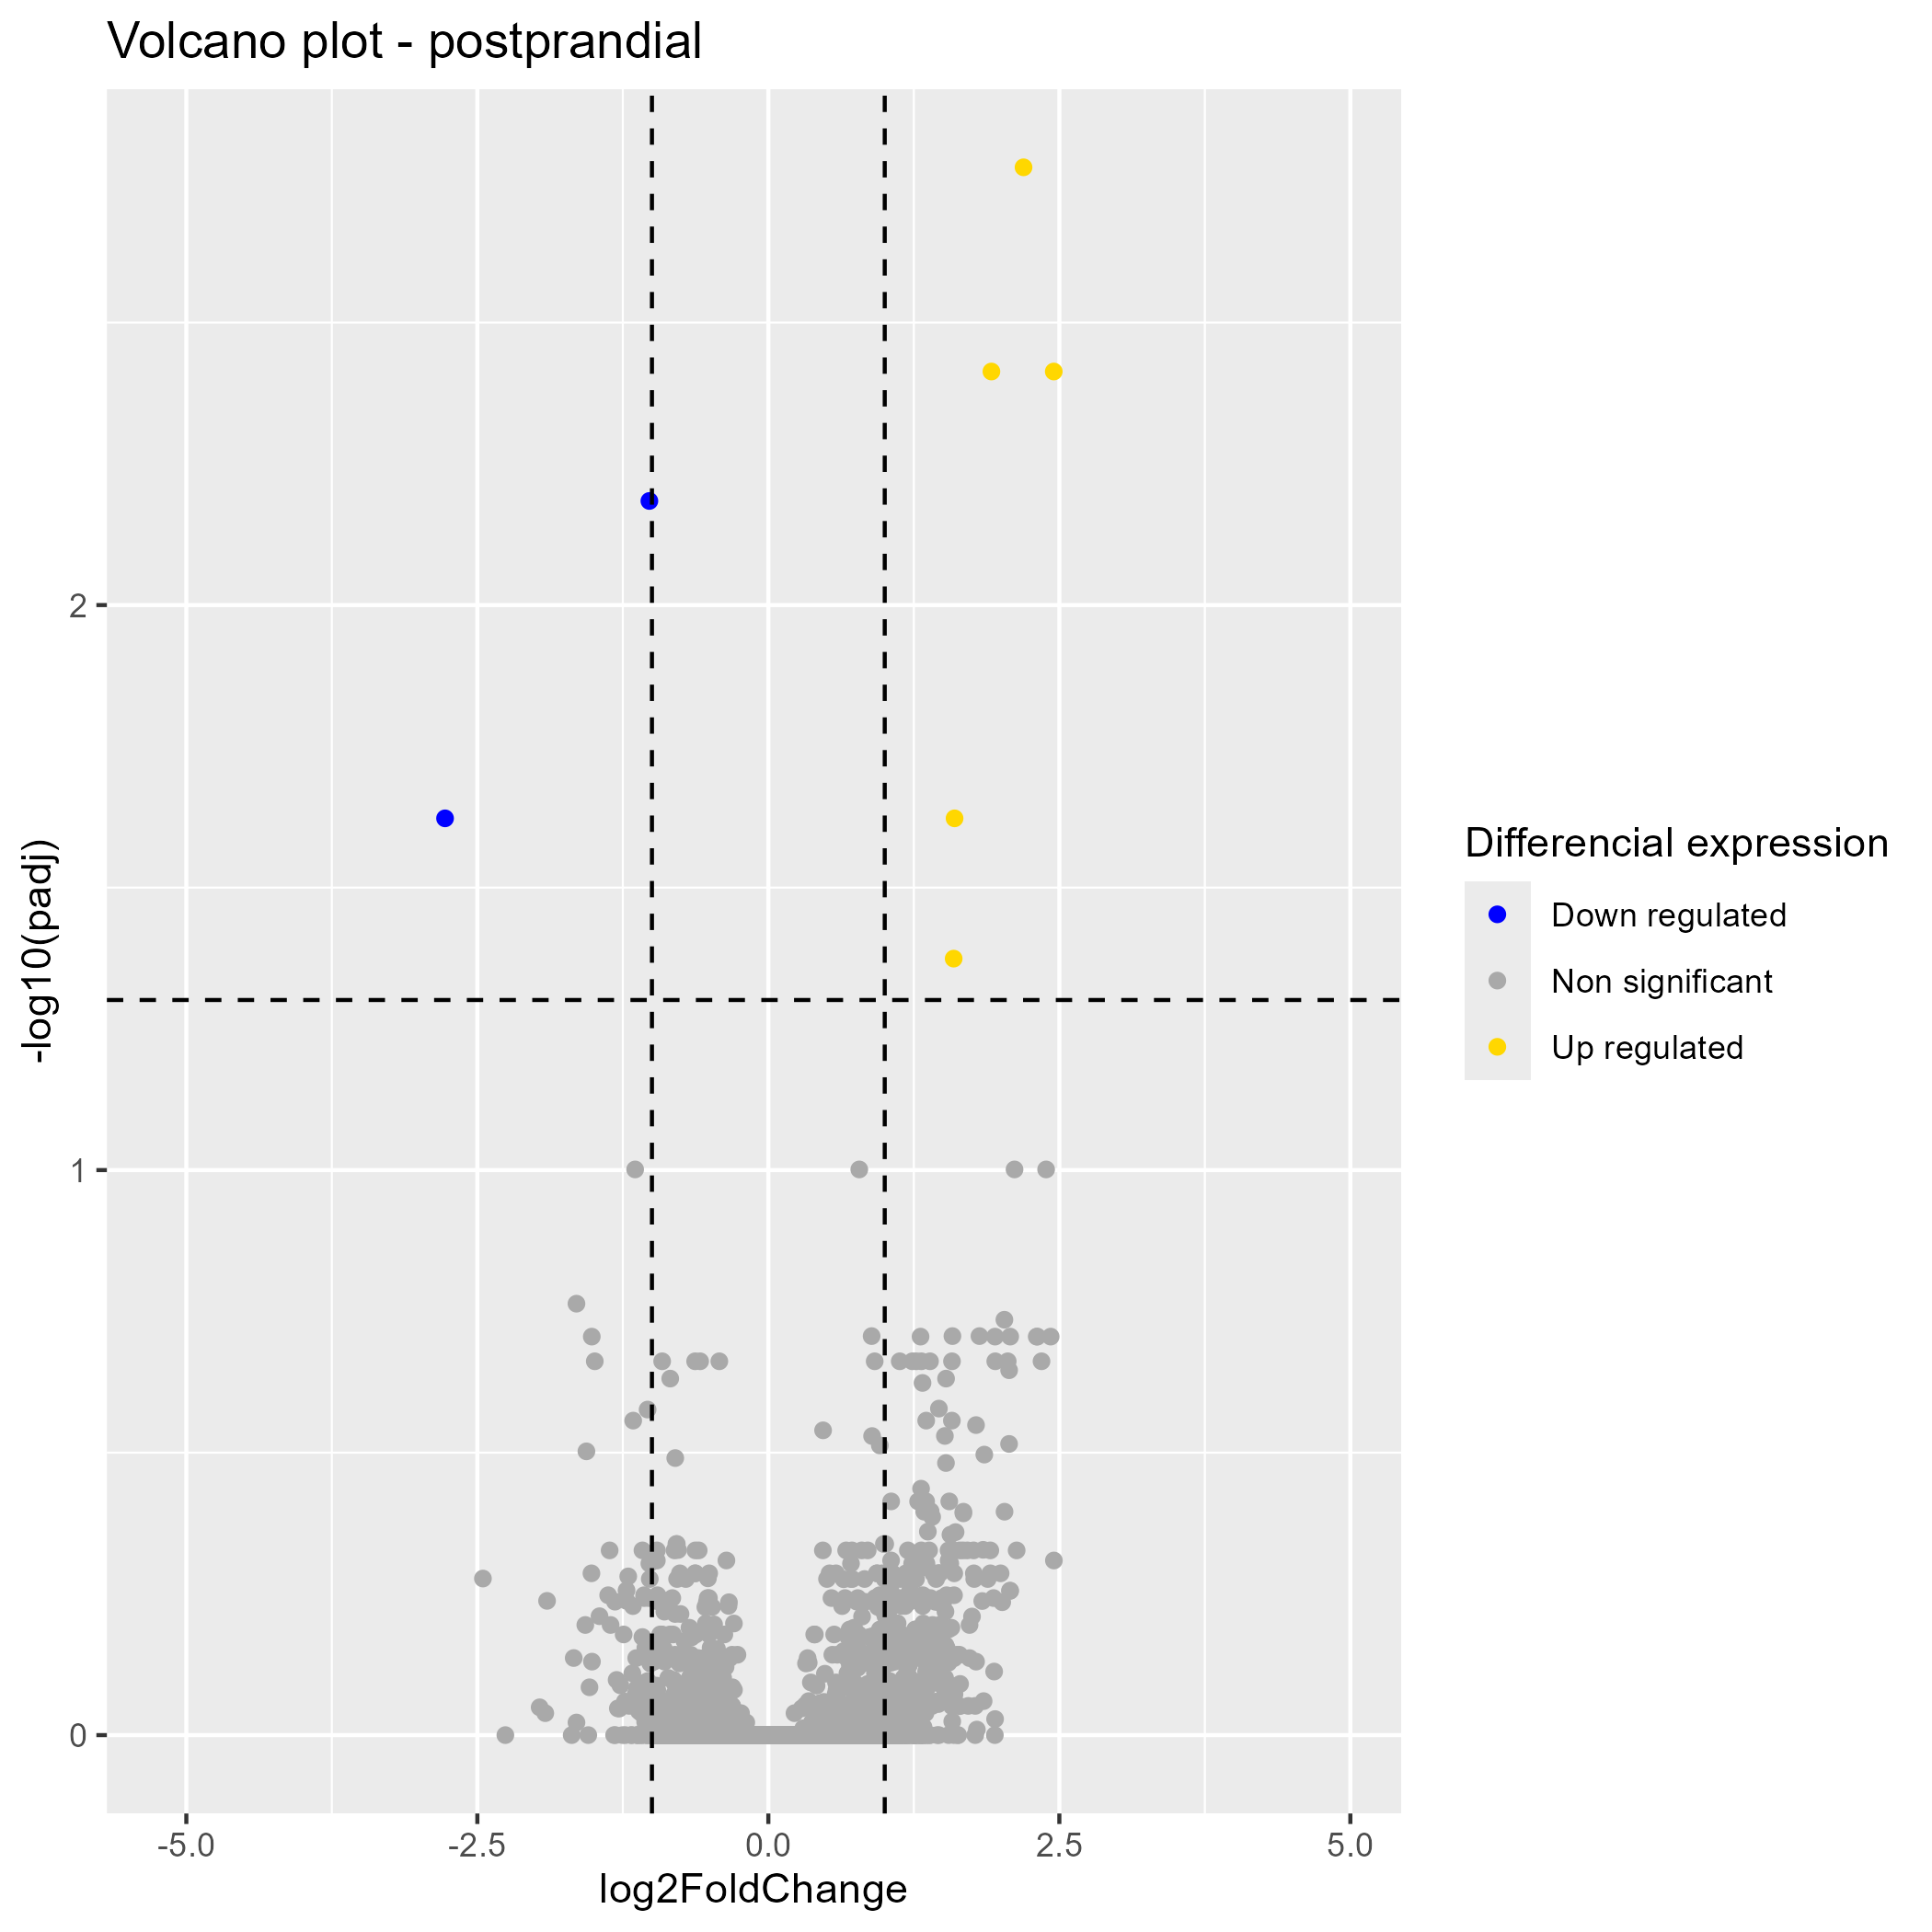 Volcano plot - postprandial
-log10(padj)
2
1
0
-5.0
-2.5
0.0
2.5
5.0
log2FoldChange
Differencial expression
Down regulated
Non significant
Up regulated